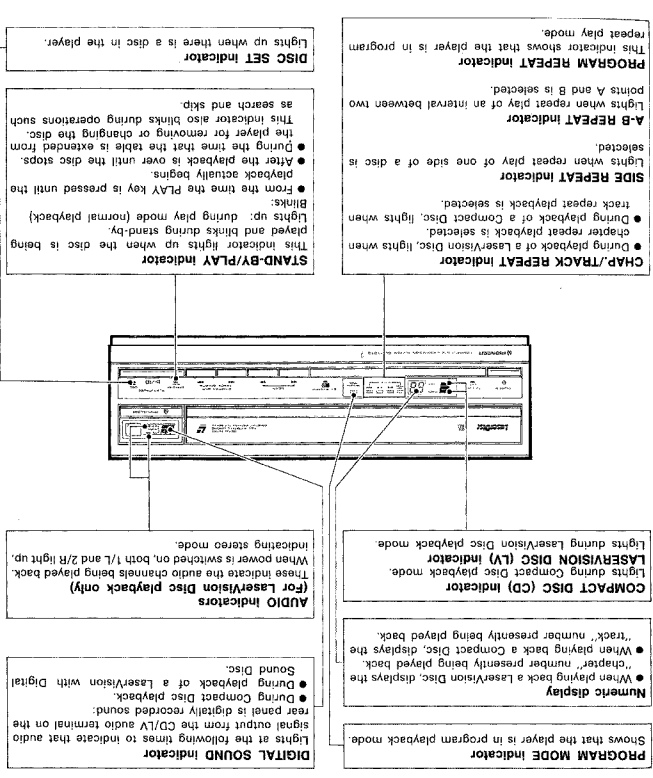 PROGRAM MODE indicator
Shows that the player is in program playback mode.
Numeric display
● When playing back a LaserVision Disc, displays the
"chapter" number presently being played back.
● When playing back a Compact Disc, displays the
"track" number presently being played back.
COMPACT DISC (CD) indicator
Lights during Compact Disc playback mode.
LASERVISION DISC (LV) indicator
Lights during LaserVision Disc playback mode.
DIGITAL SOUND indicator
Lights at the following times to indicate that audio
signal output from the CD/LV audio terminal on the
rear panel is digitally recorded sound:
● During Compact Disc playback.
● During playback of a LaserVision with Digital
Sound Disc.
AUDIO indicators
(For LaserVision Disc playback only)
These indicate the audio channels being played back.
When power is switched on, both 1/L and 2/R light up,
indicating stereo mode.
LaserDisc
PIONEER
CHAP./TRACK REPEAT indicator
● During playback of a LaserVision Disc, lights when
chapter repeat playback is selected.
● During playback of a Compact Disc, lights when
track repeat playback is selected.
SIDE REPEAT indicator
Lights when repeat play of one side of a disc is
selected.
A-B REPEAT indicator
Lights when repeat play of an interval between two
points A and B is selected.
PROGRAM REPEAT indicator
This indicator shows that the player is in program
repeat play mode.
STAND-BY/PLAY indicator
This indicator lights up when the disc is being
played and blinks during stand-by.
Lights up: during play mode (normal playback)
Blinks:
● From the time the PLAY key is pressed until the
playback actually begins.
● After the playback is over until the disc stops.
● During the time that the table is extended from
the player for removing or changing the disc.
This indicator also blinks during operations such
as search and skip.
DISC SET indicator
Lights up when there is a disc in the player.